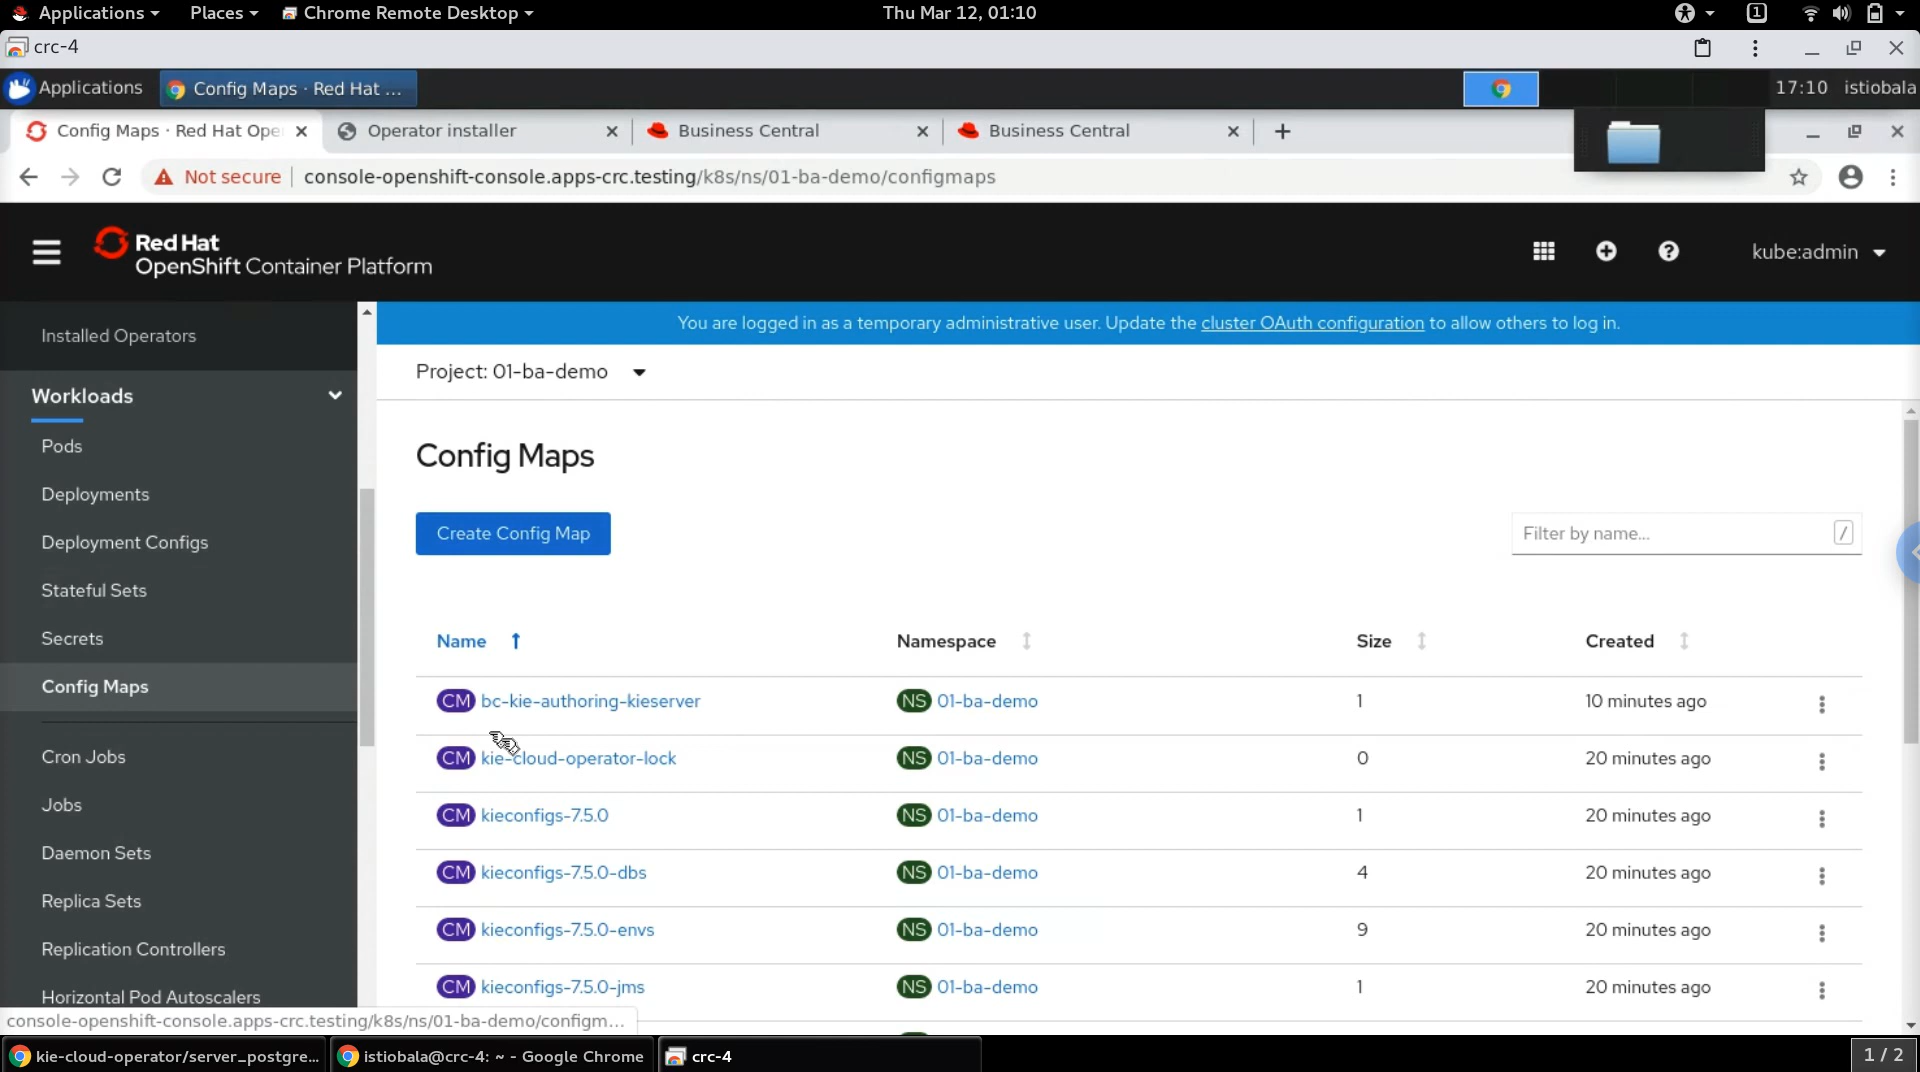 Applications
Places
Chrome Remote Desktop
Thu Mar 12, 01:10
1
crc-4
Applications
Config Maps · Red Hat ...
17:10
istiobala
Config Maps · Red Hat Ope
Operator installer
Business Central
Business Central
Not secure
console-openshift-console.apps-crc.testing/k8s/ns/01-ba-demo/configmaps
Red Hat
OpenShift Container Platform
kube:admin
You are logged in as a temporary administrative user. Update the cluster OAuth configuration to allow others to log in.
Installed Operators
Workloads
Pods
Deployments
Deployment Configs
Stateful Sets
Secrets
Config Maps
Cron Jobs
Jobs
Daemon Sets
Replica Sets
Replication Controllers
Horizontal Pod Autoscalers
Project: 01-ba-demo
Config Maps
Create Config Map
Filter by name...
/
Name Namespace Size Created
CM bc-kie-authoring-kieserver NS 01-ba-demo 1 10 minutes ago
CM kie-cloud-operator-lock NS 01-ba-demo 0 20 minutes ago
CM kieconfigs-7.5.0 NS 01-ba-demo 1 20 minutes ago
CM kieconfigs-7.5.0-dbs NS 01-ba-demo 4 20 minutes ago
CM kieconfigs-7.5.0-envs NS 01-ba-demo 9 20 minutes ago
CM kieconfigs-7.5.0-jms NS 01-ba-demo 1 20 minutes ago
console-openshift-console.apps-crc.testing/k8s/ns/01-ba-demo/configm...
kie-cloud-operator/server_postgre...
istiobala@crc-4: ~ - Google Chrome
crc-4
1 / 2